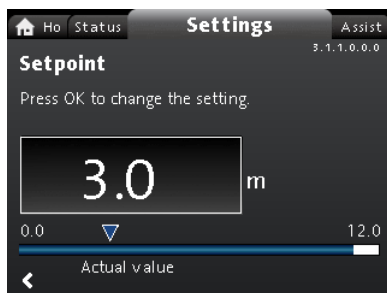 Ho Status Settings Assist
3.1.1.0.0.0
Setpoint
Press OK to change the setting.
3.0 m
0.0 12.0
Actual value